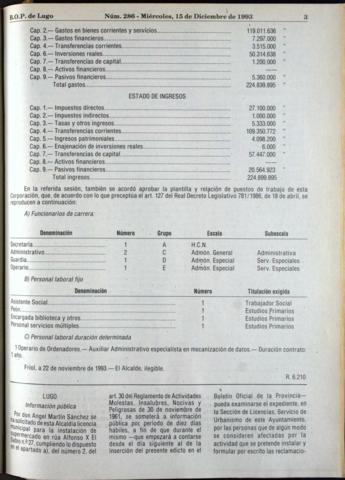 B.O.P. de Lugo Núm. 286 - Miércoles, 15 de Diciembre de 1993 3
Cap. 2.— Gastos en bienes corrientes y servicios 119.011.636 "
Cap. 3.— Gastos financieros 7.297.000 "
Cap. 4.— Transferencias corrientes 3.515.000 "
Cap. 6.— Inversiones reales 50.314.638 "
Cap. 7.— Transferencias de capital 1.200.000 "
Cap. 8.— Activos financieros
Cap. 9.— Pasivos financieros 5.360.000 "
Total gastos 224.899.895 "
ESTADO DE INGRESOS
Cap. 1.— Impuestos directos 27.100.000 "
Cap. 2.— Impuestos indirectos 1.000.000 "
Cap. 3.— Tasas y otros ingresos 5.333.000 "
Cap. 4.— Transferencias corrientes 109.350.772 "
Cap. 5.— Ingresos patrimoniales 4.098.200 "
Cap. 6.— Enajenación de inversiones reales 6.000 "
Cap. 7.— Transferencias de capital 57.447.000 "
Cap. 8.— Activos financieros
Cap. 9.— Pasivos financieros 20.564.923 "
Total ingresos 224.899.895 "
En la referida sesión, también se acordó aprobar la plantilla y relación de puestos de trabajo de esta
Corporación, que, de acuerdo con lo que preceptúa el art. 127 del Real Decreto Legislativo 781/1986, de 18 de abril, se
reproducen a continuación:
A) Funcionarios de carrera:
Denominación Número Grupo Escala Subescala
Secretaría 1 A H.C.N.
Administrativo 2 C Admón. General Administrativa
Guardia 1 D Admón. Especial Serv. Especiales
Operario 1 E Admón. Especial Serv. Especiales
B) Personal laboral fijo
Denominación Número Titulación exigida
Asistente Social 1 Trabajador Social
Peón 1 Estudios Primarios
Encargada biblioteca y otros 1 Estudios Primarios
Personal servicios múltiples 1 Estudios Primarios
C) Personal laboral duración determinada
1 Operario de Ordenadores.— Auxiliar Administrativo especialista en mecanización de datos.— Duración contrato:
1 año.
Friol, a 22 de noviembre de 1993.— El Alcalde, ilegible.
R. 6.210
LUGO
Información pública
Por don Angel Martín Sánchez se
ha solicitado de esta Alcaldía licencia
municipal para la instalación de
supermercado en rúa Alfonso X El
Sabio n.º 27, cumpliendo lo dispuesto
en el apartado a), del número 2, del
art. 30 del Reglamento de Actividades
Molestas, Insalubres, Nocivas y
Peligrosas de 30 de noviembre de
1961, se someterá a información
pública por período de diez días
hábiles, a fin de que durante el
mismo —que empezará a contarse
desde el día siguiente al de la
inserción del presente edicto en el
Boletín Oficial de la Provincia—
pueda examinarse el expediente, en
la Sección de Licencias, Servicio de
Urbanismo de este Ayuntamiento,
por las personas que de algún modo
se consideren afectadas por la
actividad que se pretende instalar y
formular por escrito las reclamacio-